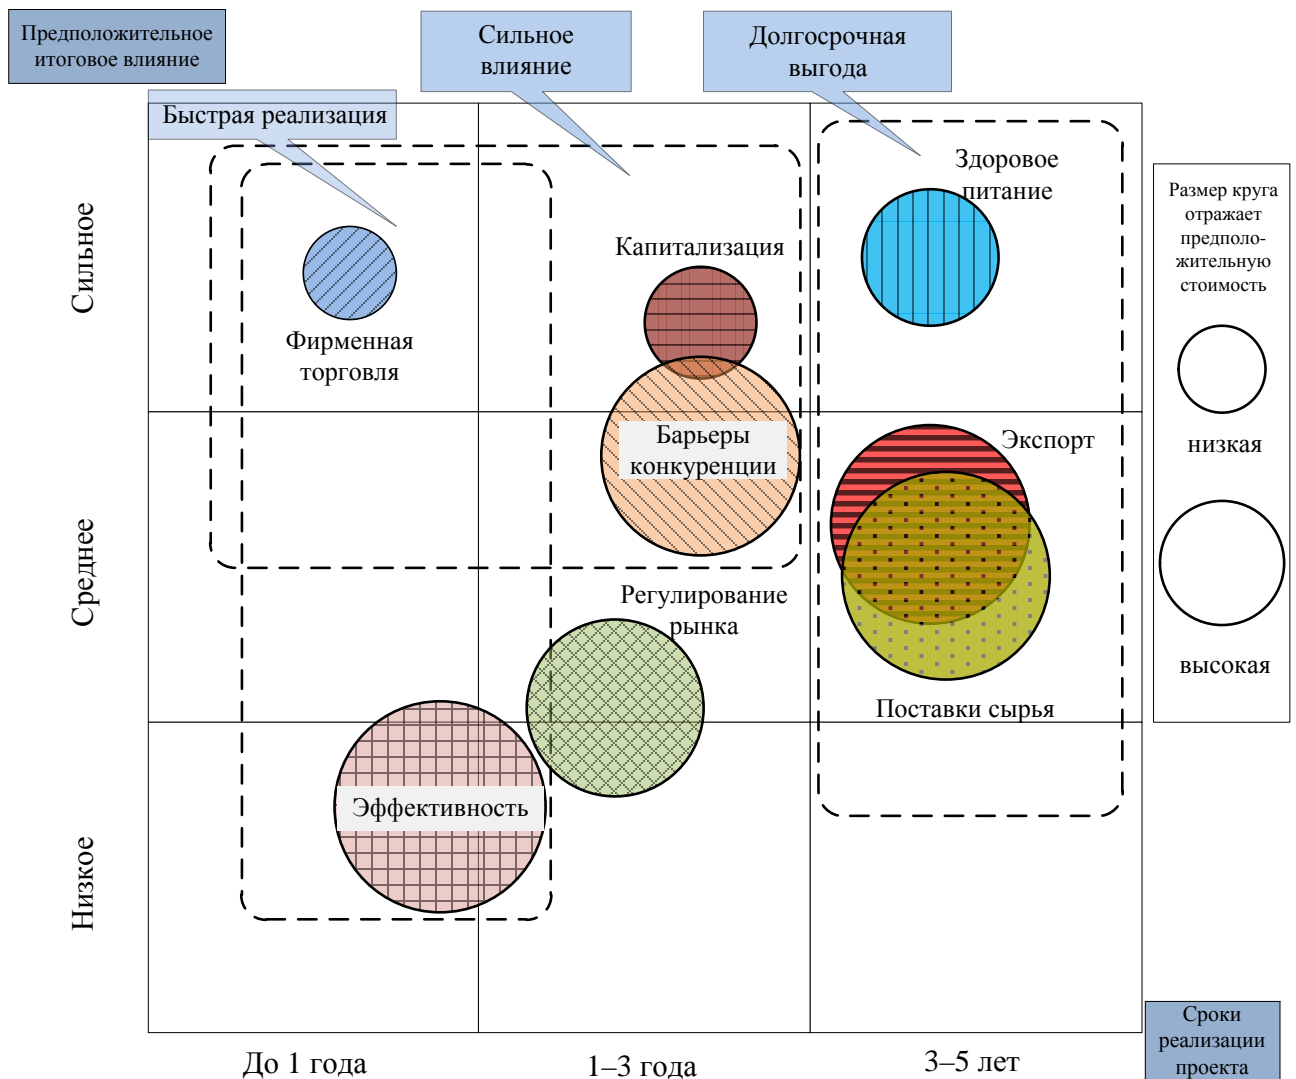 Предположительное
итоговое влияние
Сильное
влияние
Долгосрочная
выгода
Быстрая реализация
Здоровое
питание
Размер круга
отражает
предполо-
жительную
стоимость
Сильное
Капитализация
Фирменная
торговля
Барьеры
конкуренции
Экспорт
низкая
Среднее
Регулирование
рынка
Поставки сырья
высокая
Эффективность
Низкое
До 1 года
1–3 года
3–5 лет
Сроки
реализации
проекта